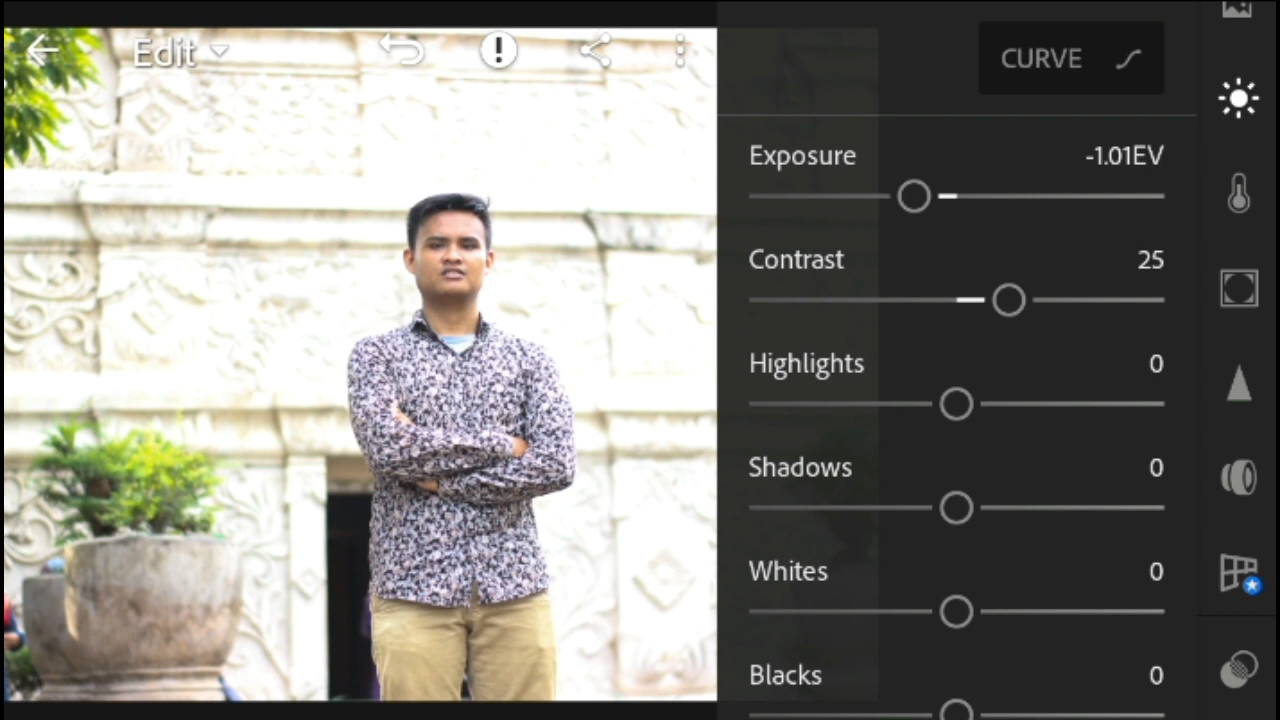 Edit
CURVE
Exposure -1.01EV
Contrast 25
Highlights 0
Shadows 0
Whites 0
Blacks 0